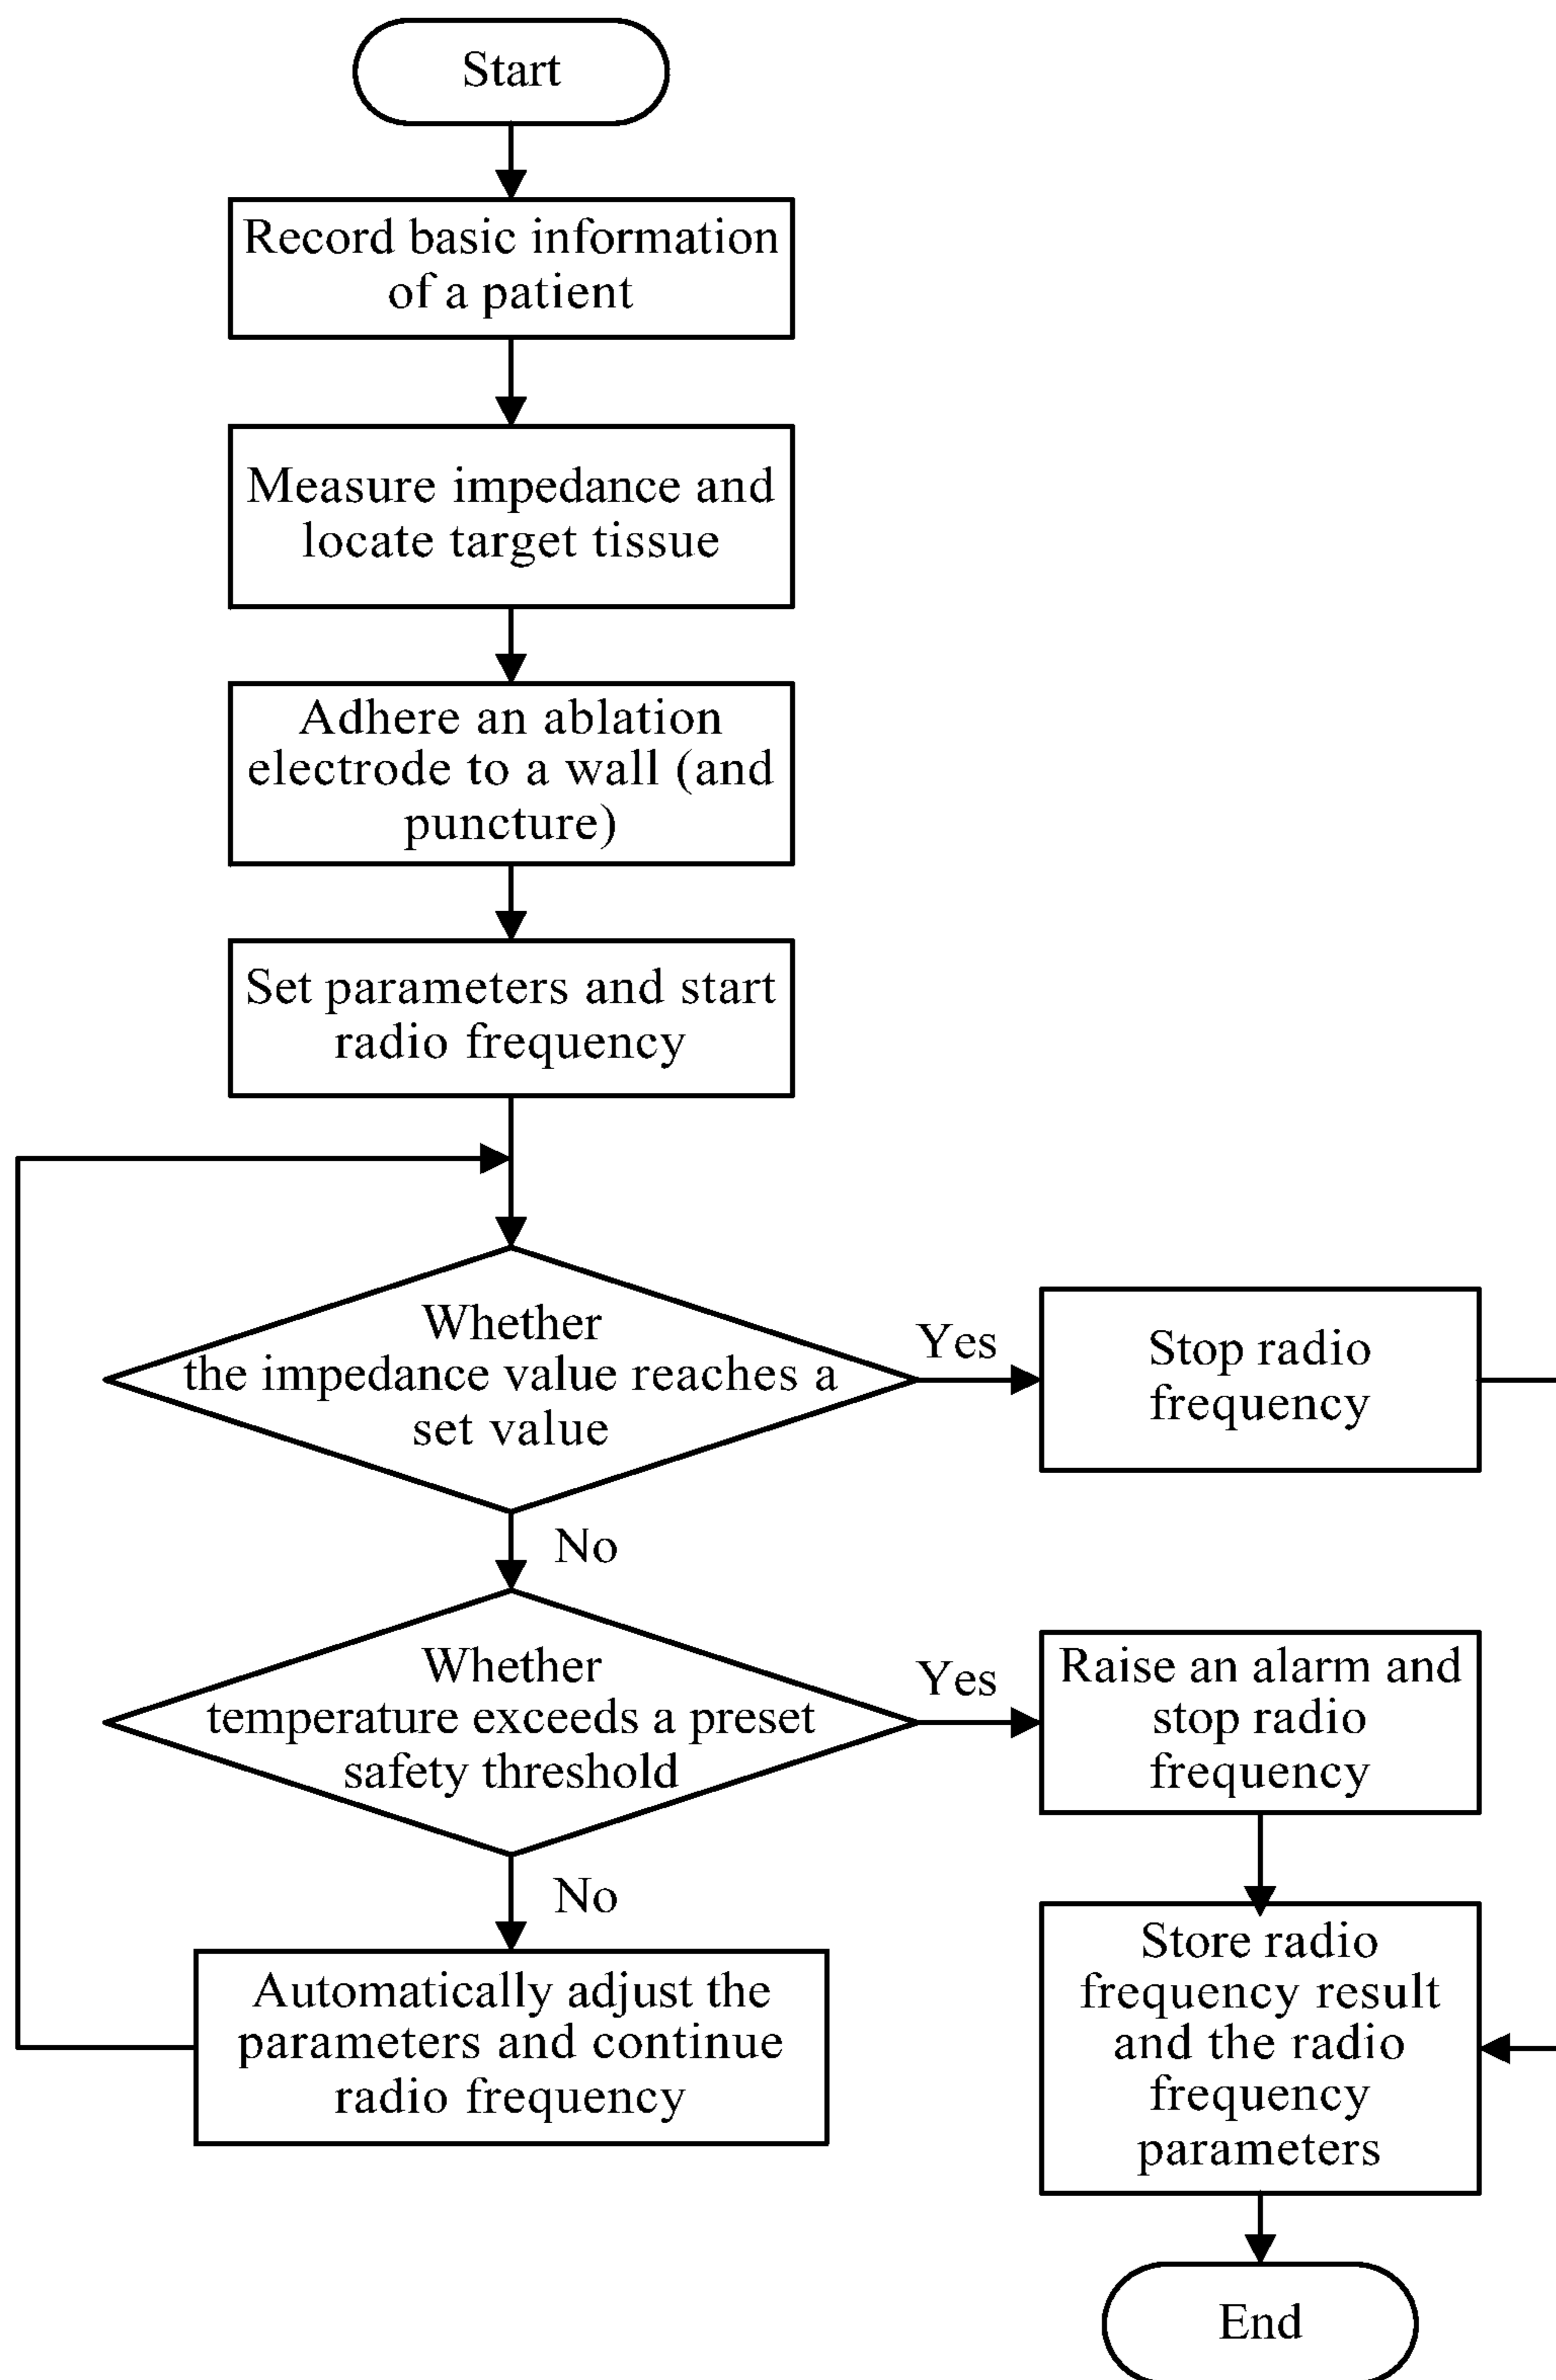 Start
Record basic information
of a patient
Measure impedance and
locate target tissue
Adhere an ablation
electrode to a wall (and
puncture)
Set parameters and start
radio frequency
Whether
the impedance value reaches a
set value
Yes
Stop radio
frequency
No
Whether
temperature exceeds a preset
safety threshold
Yes
Raise an alarm and
stop radio
frequency
No
Automatically adjust the
parameters and continue
radio frequency
Store radio
frequency result
and the radio
frequency
parameters
End